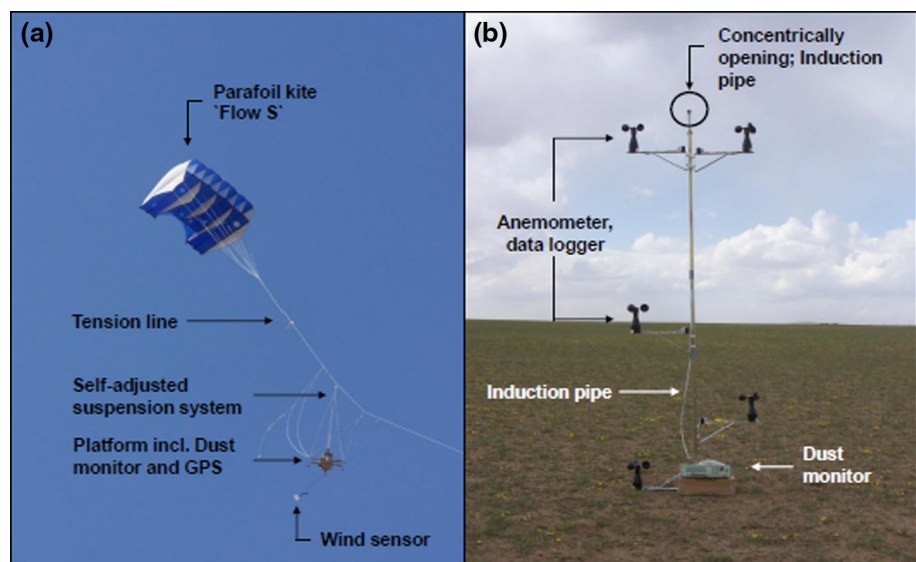 (a)
Parafoil kite
`Flow S`
Tension line
Self-adjusted
suspension system
Platform incl. Dust
monitor and GPS
Wind sensor
(b)
Concentrically
opening; Induction
pipe
Anemometer,
data logger
Induction pipe
Dust
monitor